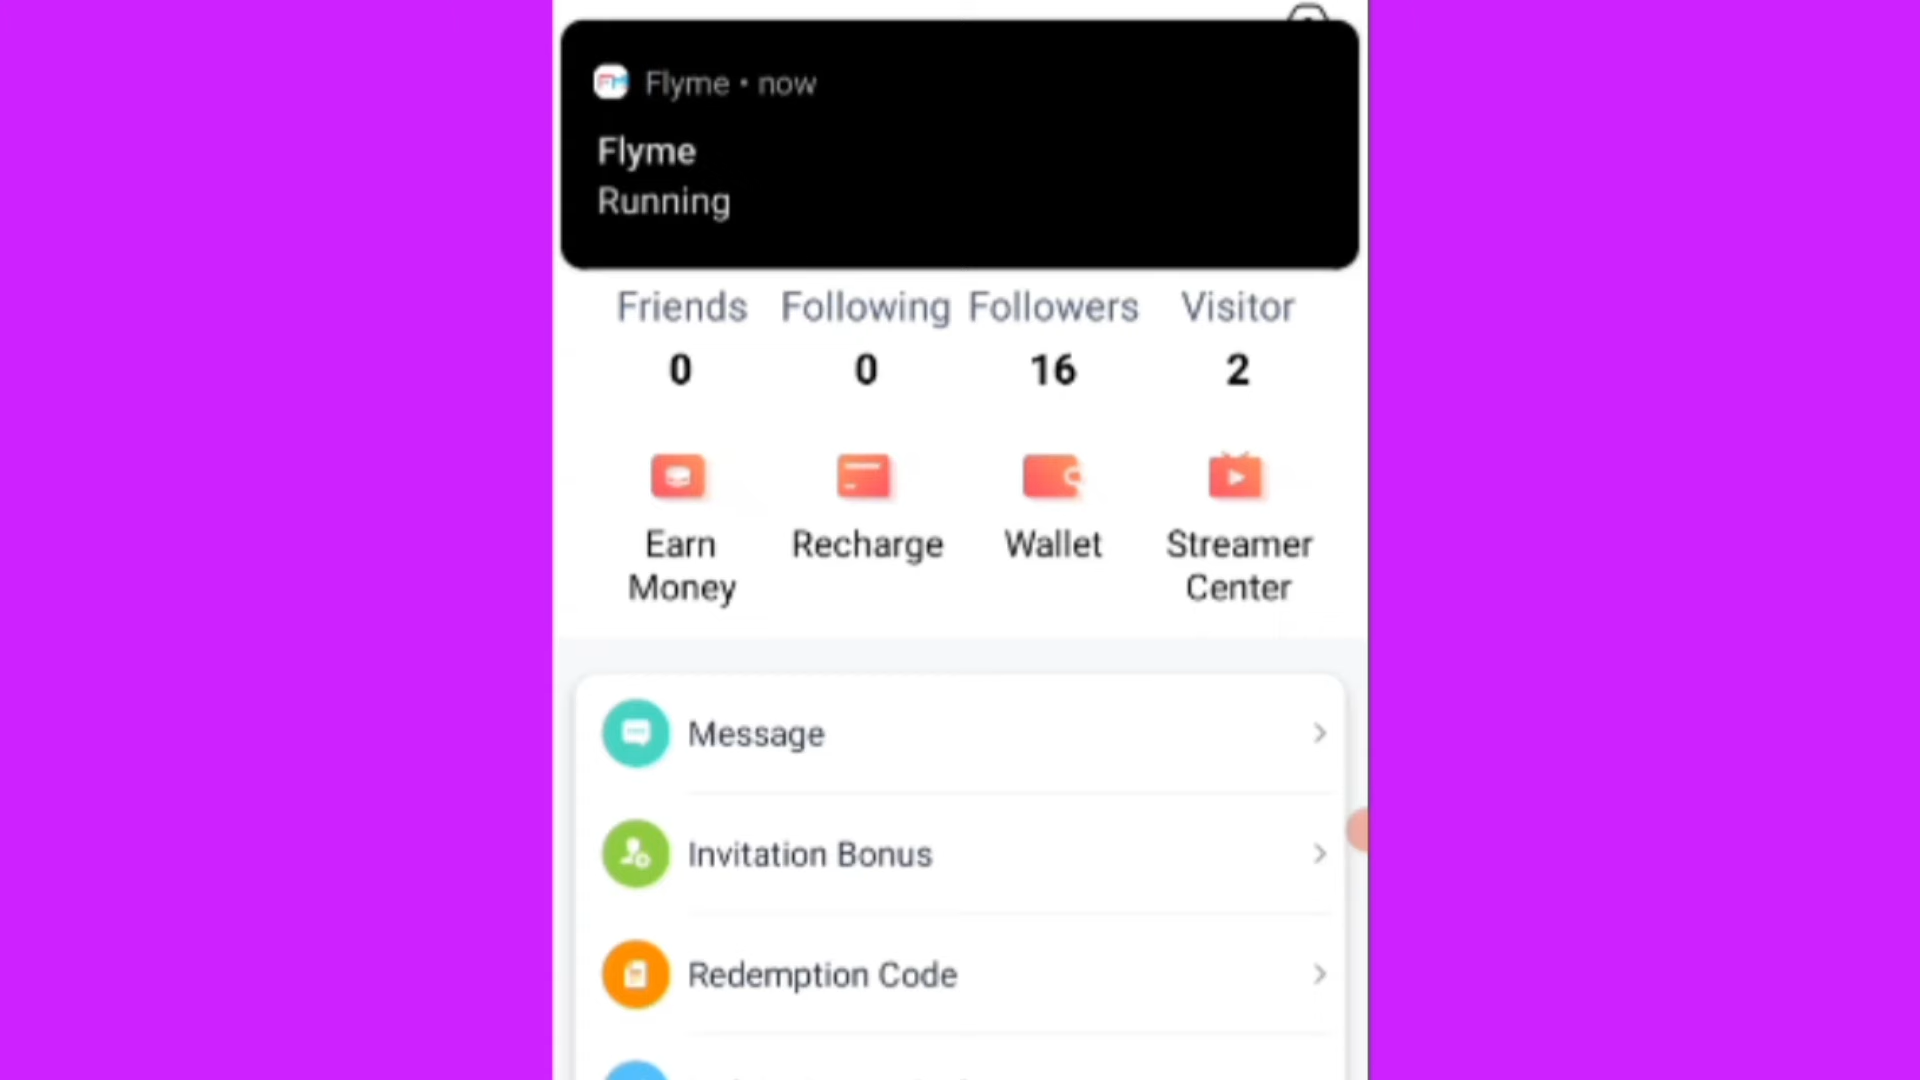 Flyme • now
Flyme
Running
Friends Following Followers Visitor
0 0 16 2
Earn Money Recharge Wallet Streamer Center
Message
Invitation Bonus
Redemption Code